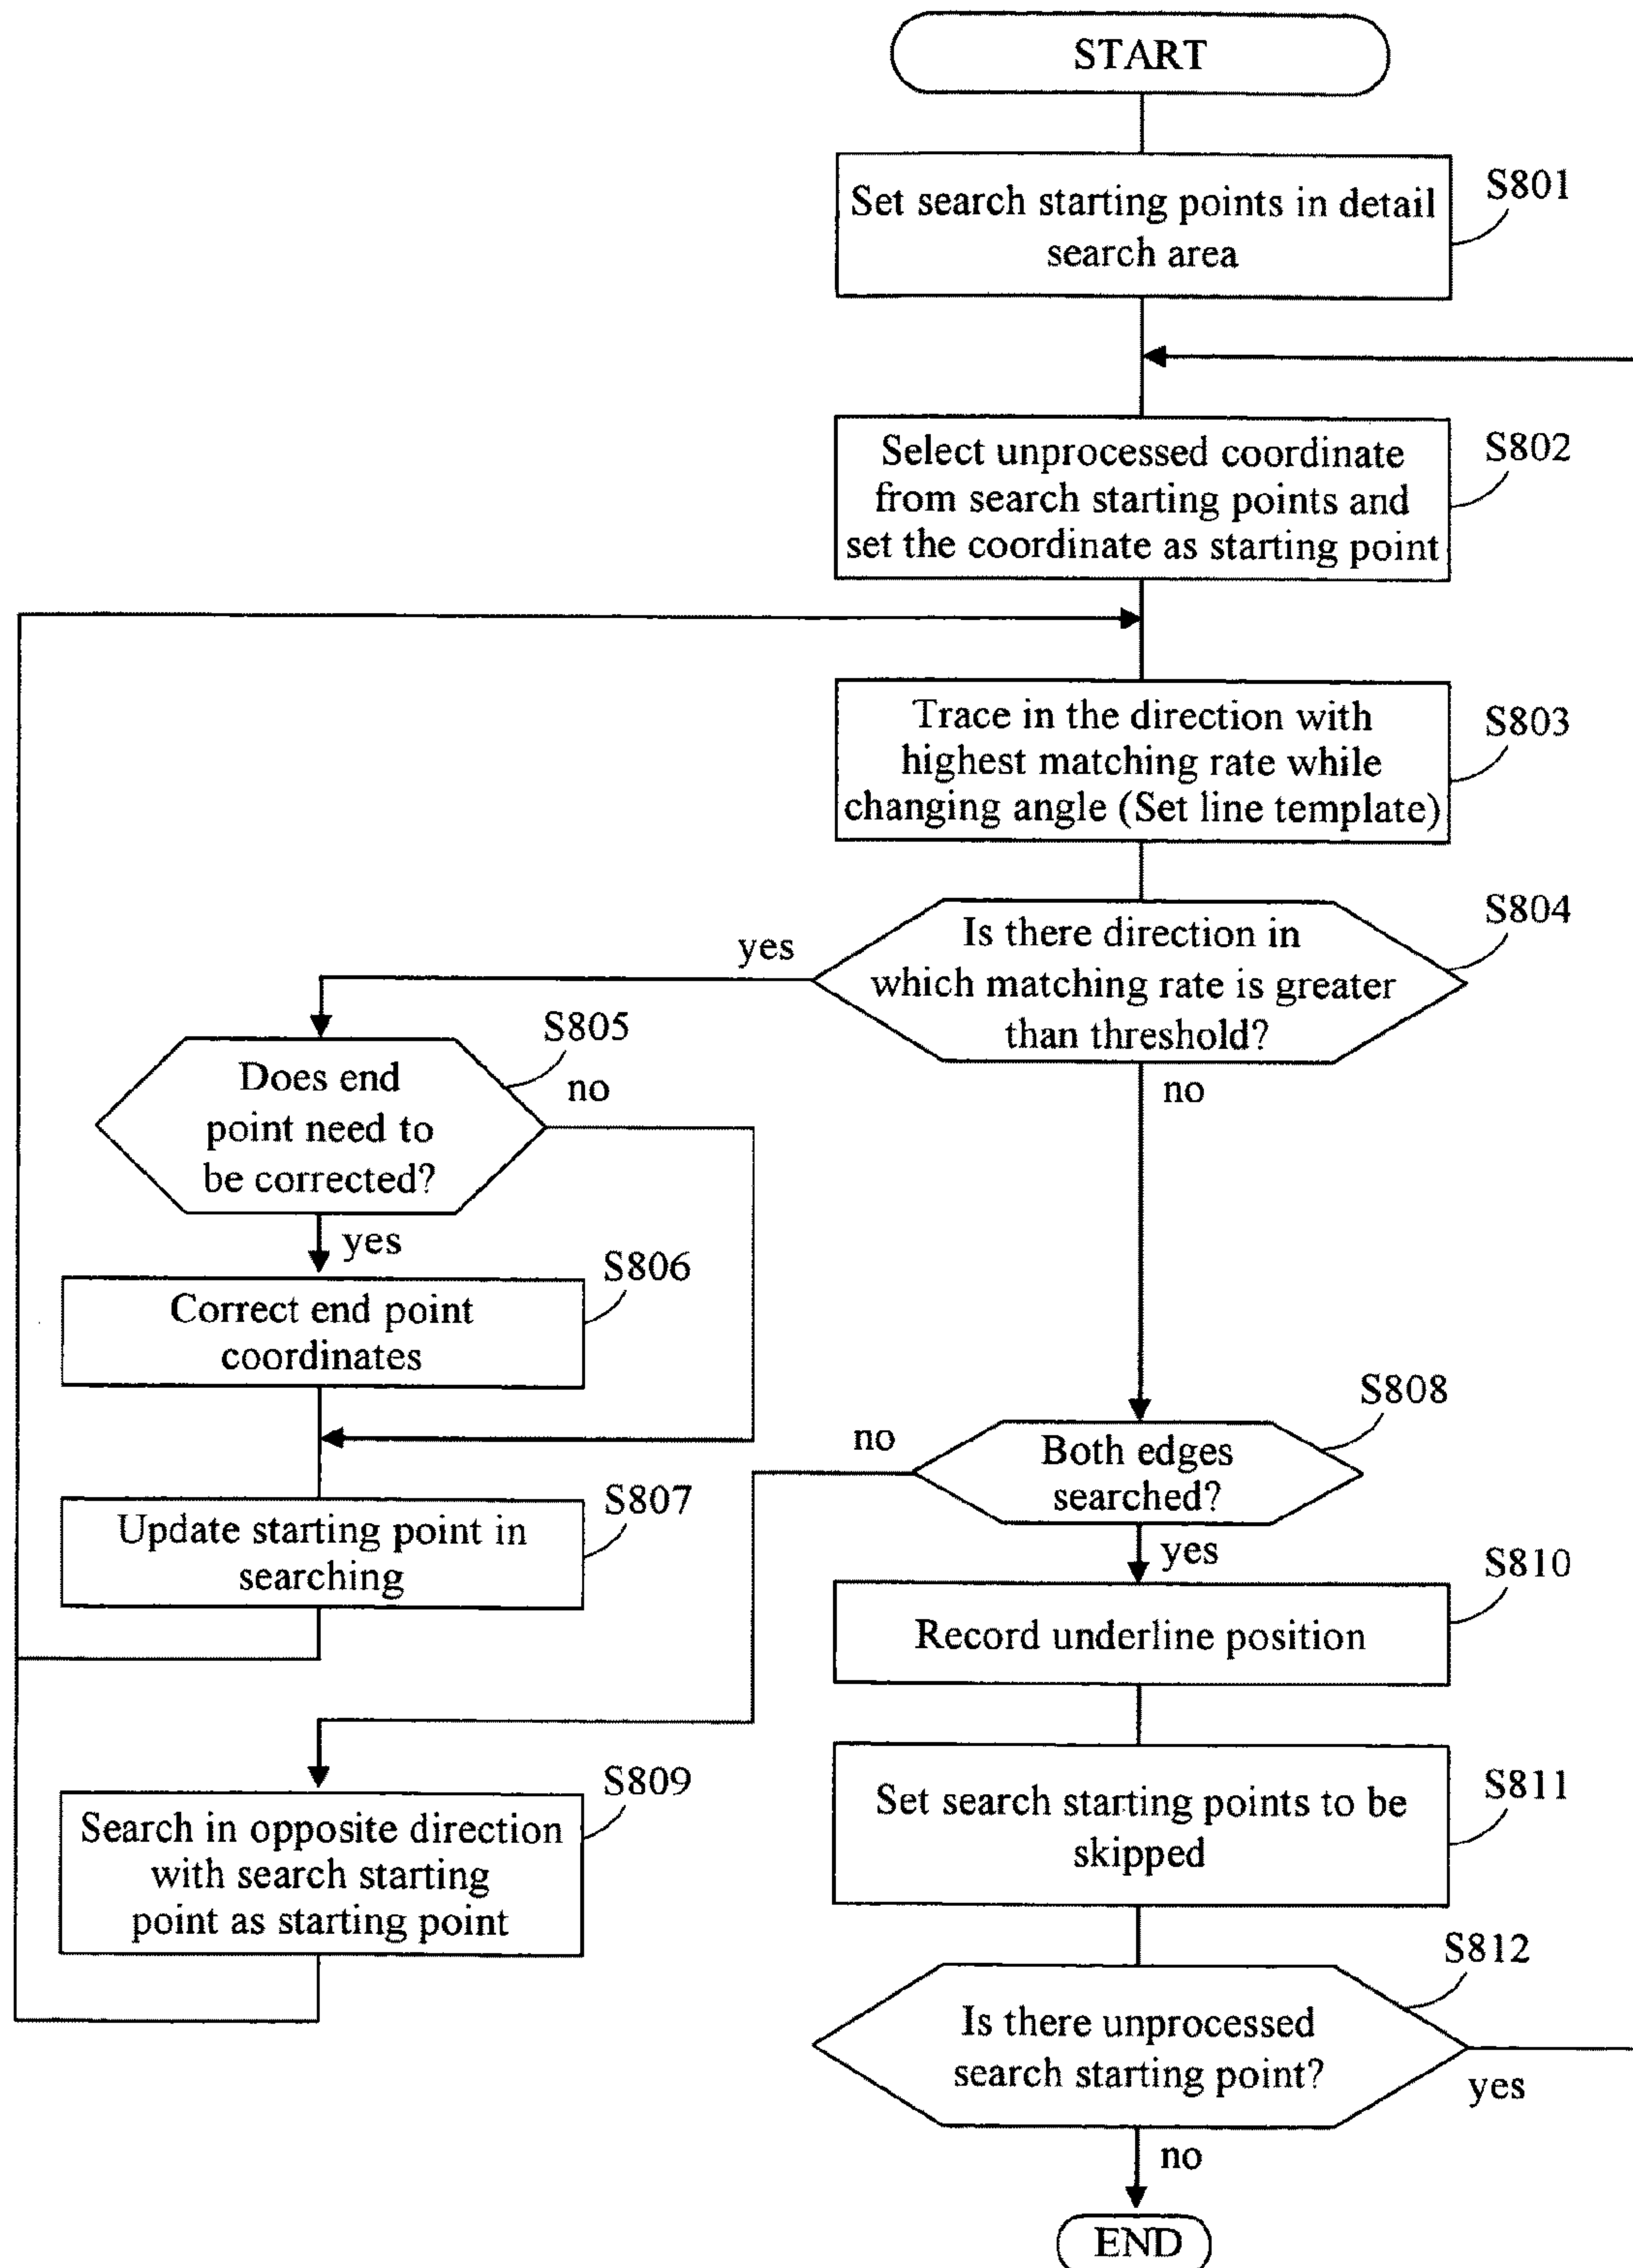 START
Set search starting points in detail
search area
S801
Select unprocessed coordinate
from search starting points and
set the coordinate as starting point
S802
Trace in the direction with
highest matching rate while
changing angle (Set line template)
S803
Is there direction in
which matching rate is greater
than threshold?
S804
yes
no
Does end
point need to
be corrected?
S805
no
yes
Correct end point
coordinates
S806
Update starting point in
searching
S807
Both edges
searched?
S808
no
yes
Search in opposite direction
with search starting
point as starting point
S809
Record underline position
S810
Set search starting points to be
skipped
S811
Is there unprocessed
search starting point?
S812
yes
no
END